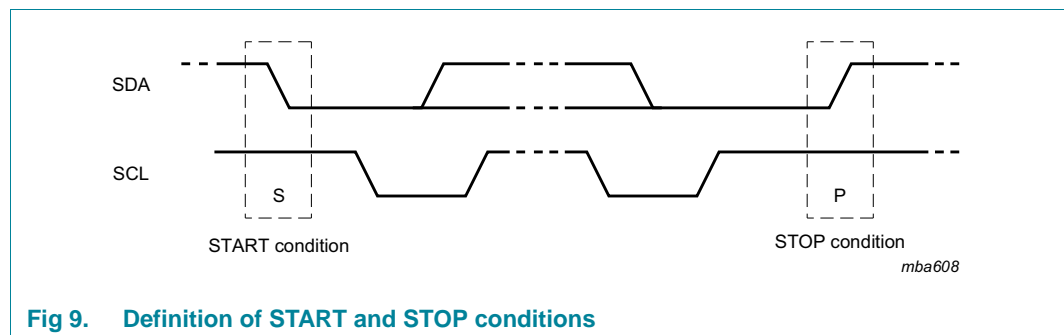 SDA
SCL
S
P
START condition
STOP condition
mba608
Fig 9. Definition of START and STOP conditions